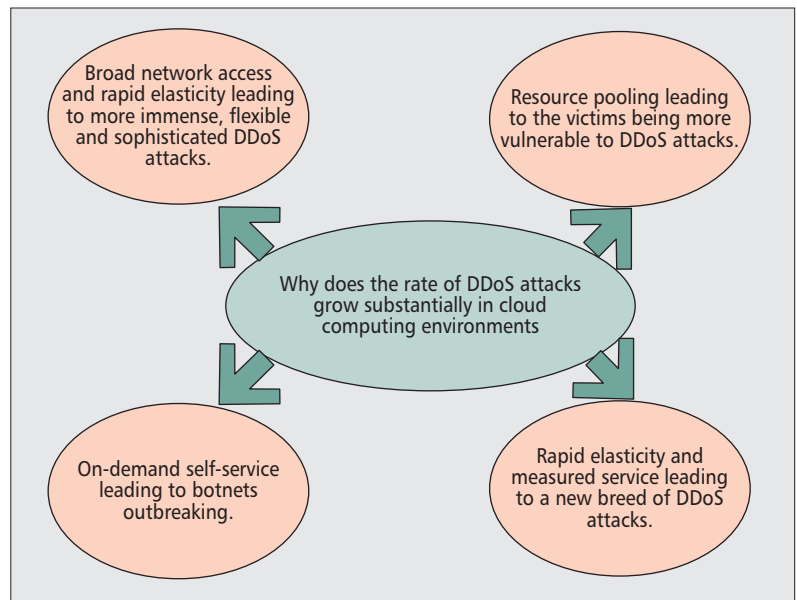 Broad network access
and rapid elasticity leading
to more immense, flexible
and sophisticated DDoS
attacks.
Resource pooling leading
to the victims being more
vulnerable to DDoS attacks.
Why does the rate of DDoS attacks
grow substantially in cloud
computing environments
On-demand self-service
leading to botnets
outbreaking.
Rapid elasticity and
measured service leading
to a new breed of DDoS
attacks.